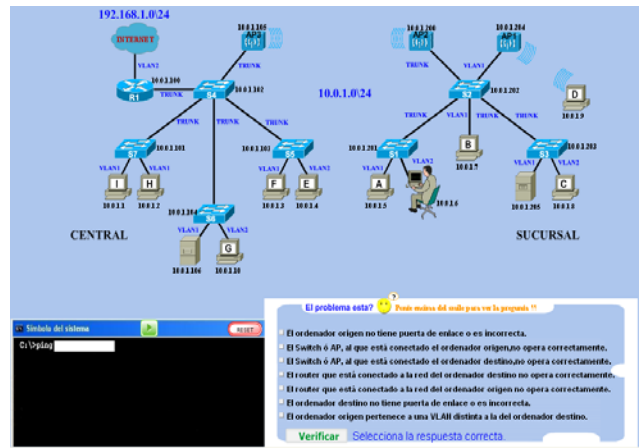 192.168.1.0\24
INTERNET
VLAN2
R1
10.0.1.100
TRUNK
S4
10.0.1.102
10.0.1.105
AP3
TRUNK
10.0.1.0\24
10.0.1.200
AP2
TRUNK
10.0.1.204
AP1
VLAN1
S2
10.0.1.202
D
10.0.1.9
TRUNK
TRUNK
TRUNK
S7
10.0.1.101
VLAN1
VLAN1
I
H
10.0.1.1
10.0.1.2
S5
10.0.1.103
VLAN1
VLAN2
F
E
10.0.1.3
10.0.1.4
10.0.1.104
S6
VLAN1
VLAN2
G
10.0.1.106
10.0.1.10
CENTRAL
TRUNK
VLAN1
TRUNK
10.0.1.201
S1
VLAN1
VLAN2
A
10.0.1.5
10.0.1.6
B
10.0.1.7
S3
10.0.1.203
VLAN1
VLAN2
C
10.0.1.205
10.0.1.8
SUCURSAL
Símbolo del sistema
RESET
C:\>ping
El problema esta?
?
para ver la pregunta !!
El ordenador origen no tiene puerta de enlace o es incorrecta.
El Switch ó AP, al que está conectado el ordenador origen,no opera correctamente.
El Switch ó AP, al que está conectado el ordenador destino,no opera correctamente.
El router que está conectado a la red del ordenador destino no opera correctamente.
El router que está conectado a la red del ordenador origen no opera correctamente.
El ordenador destino no tiene puerta de enlace o es incorrecta.
El ordenador origen pertenece a una VLAN distinta a la del ordenador destino.
Verificar
Selecciona la respuesta correcta.